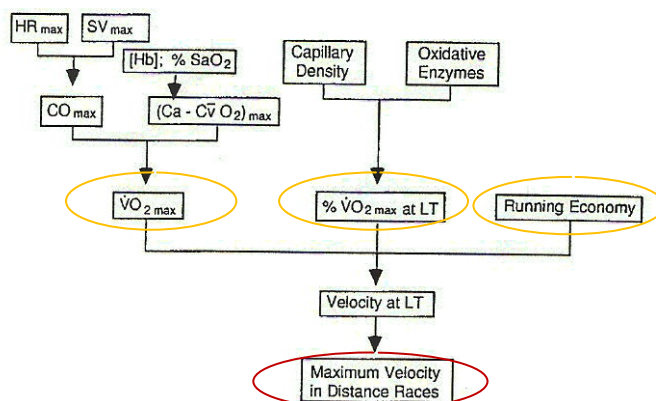 HR max
SV max
[Hb]; % SaO2
Capillary
Density
Oxidative
Enzymes
CO max
(Ca - Cv̄ O2) max
V̇O2 max
% V̇O2 max at LT
Running Economy
Velocity at LT
Maximum Velocity
in Distance Races